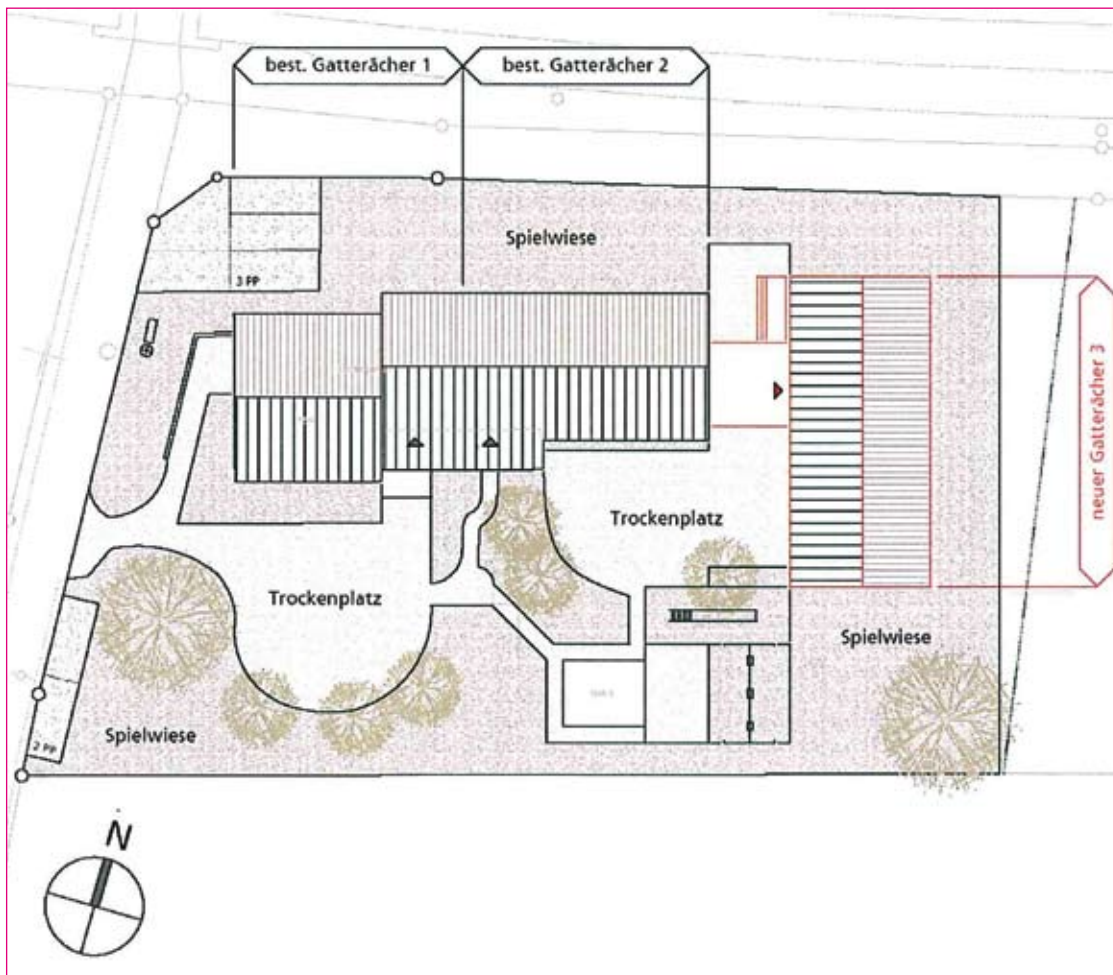 best. Gatterächer 1
best. Gatterächer 2
Spielwiese
3 PP
neuer Gatterächer 3
Trockenplatz
Trockenplatz
Spielwiese
Spielwiese
2 PP
N